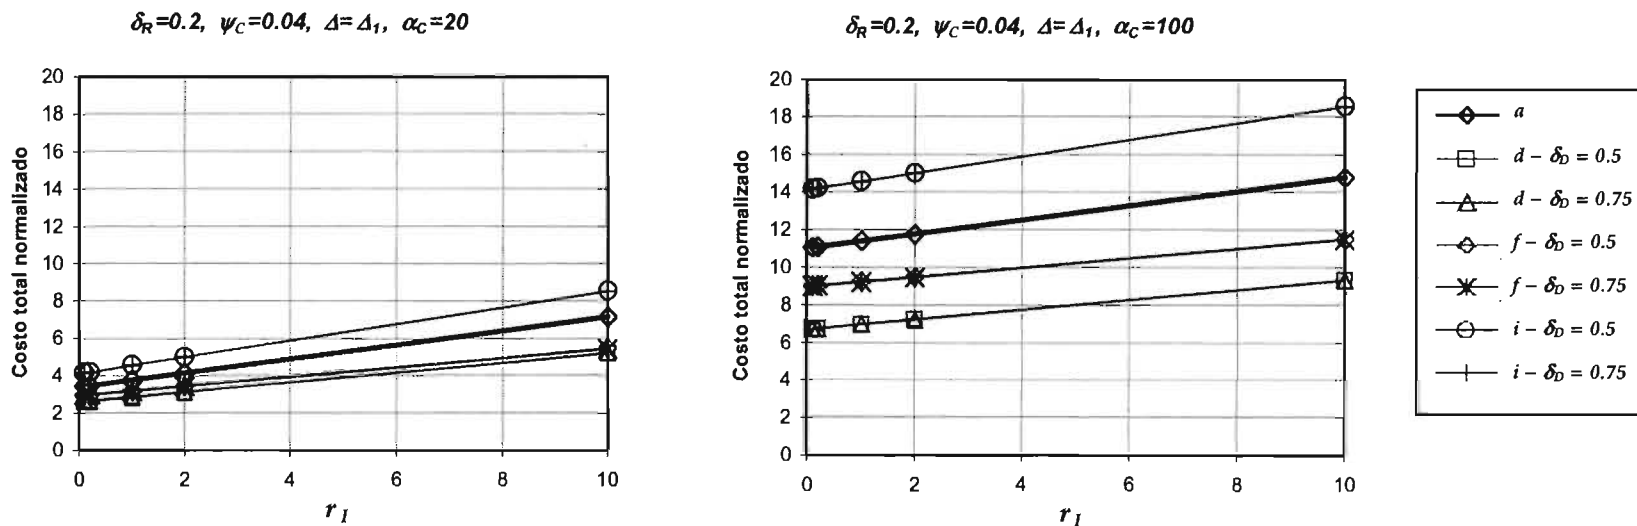 δR=0.2, ψC=0.04, Δ=Δ1, αC=20
Costo total normalizado
20
18
16
14
12
10
8
6
4
2
0
0 2 4 6 8 10
r I
δR=0.2, ψC=0.04, Δ=Δ1, αC=100
Costo total normalizado
20
18
16
14
12
10
8
6
4
2
0
0 2 4 6 8 10
r I
a
d – δD = 0.5
d – δD = 0.75
f – δD = 0.5
f – δD = 0.75
i – δD = 0.5
i – δD = 0.75